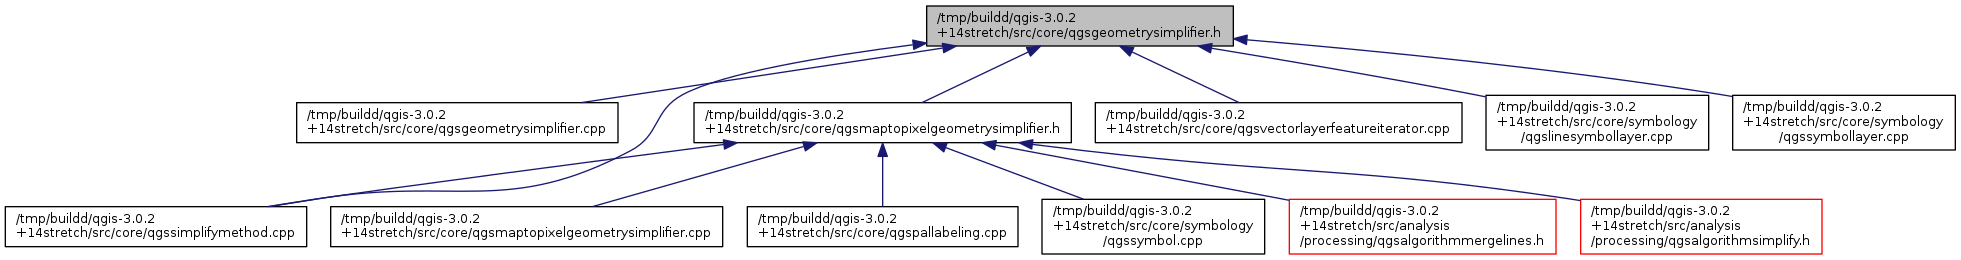 /tmp/buildd/qgis-3.0.2
+14stretch/src/core/qgsgeometrysimplifier.h
/tmp/buildd/qgis-3.0.2
+14stretch/src/core/qgsgeometrysimplifier.cpp
/tmp/buildd/qgis-3.0.2
+14stretch/src/core/qgsmaptopixelgeometrysimplifier.h
/tmp/buildd/qgis-3.0.2
+14stretch/src/core/qgsvectorlayerfeatureiterator.cpp
/tmp/buildd/qgis-3.0.2
+14stretch/src/core/symbology
/qgslinesymbollayer.cpp
/tmp/buildd/qgis-3.0.2
+14stretch/src/core/symbology
/qgssymbollayer.cpp
/tmp/buildd/qgis-3.0.2
+14stretch/src/core/qgssimplifymethod.cpp
/tmp/buildd/qgis-3.0.2
+14stretch/src/core/qgsmaptopixelgeometrysimplifier.cpp
/tmp/buildd/qgis-3.0.2
+14stretch/src/core/qgspallabeling.cpp
/tmp/buildd/qgis-3.0.2
+14stretch/src/core/symbology
/qgssymbol.cpp
/tmp/buildd/qgis-3.0.2
+14stretch/src/analysis
/processing/qgsalgorithmmergelines.h
/tmp/buildd/qgis-3.0.2
+14stretch/src/analysis
/processing/qgsalgorithmsimplify.h